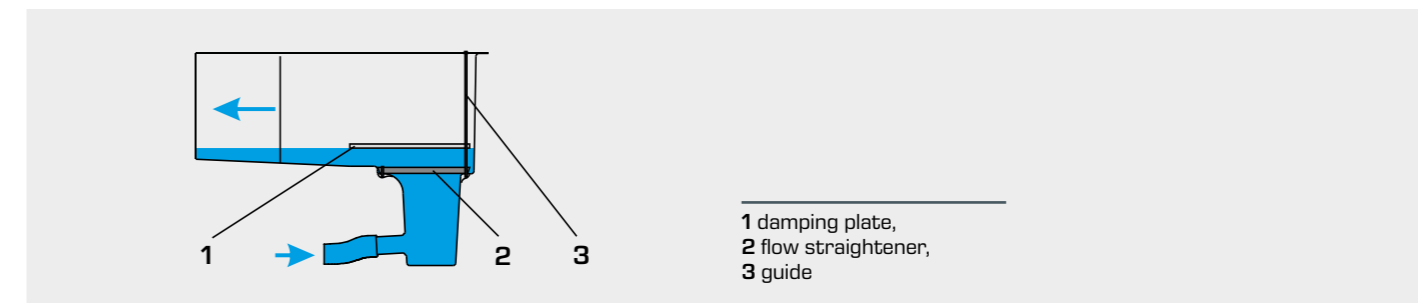 1
2
3
1 damping plate,
2 flow straightener,
3 guide